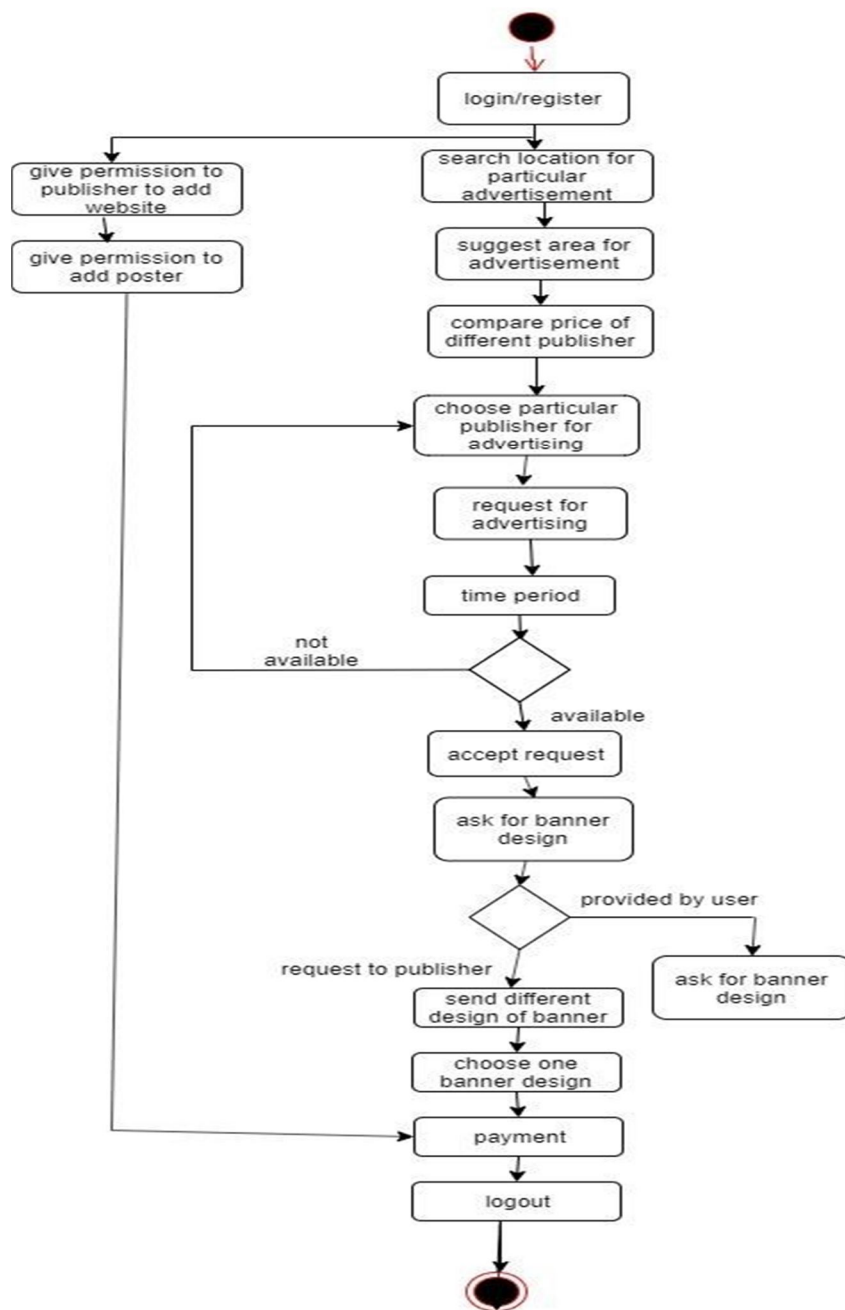 login/register
give permission to
publisher to add
website
search location for
particular
advertisement
give permission to
add poster
suggest area for
advertisement
compare price of
different publisher
choose particular
publisher for
advertising
request for
advertising
time period
not
available
available
accept request
ask for banner
design
provided by user
request to publisher
ask for banner
design
send different
design of banner
choose one
banner design
payment
logout